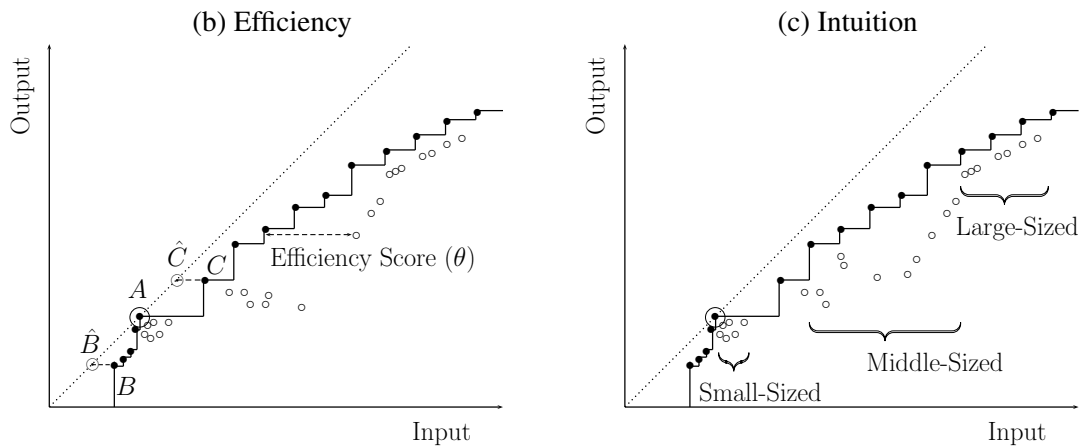 (b) Efficiency
Output
Ĉ
C
Efficiency Score (θ)
A
B̂
B
Input
(c) Intuition
Output
Large-Sized
Middle-Sized
Small-Sized
Input